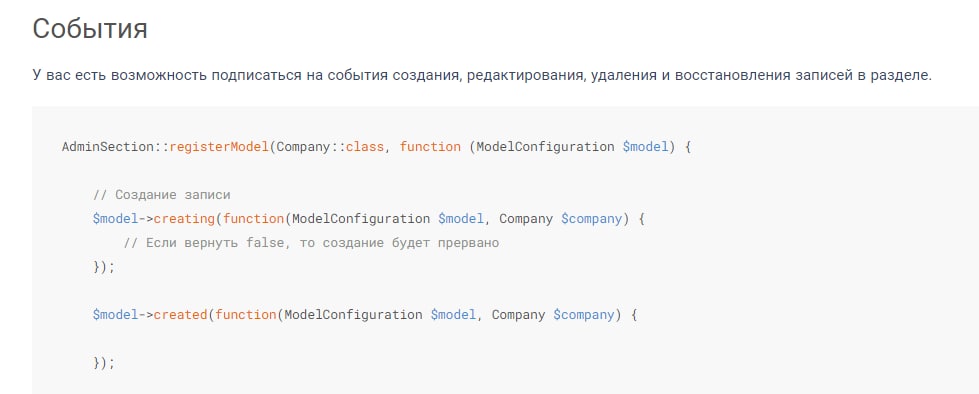 События
У вас есть возможность подписаться на события создания, редактирования, удаления и восстановления записей в разделе.
AdminSection::registerModel(Company::class, function (ModelConfiguration $model) {
// Создание записи
$model->creating(function(ModelConfiguration $model, Company $company) {
// Если вернуть false, то создание будет прервано
});
$model->created(function(ModelConfiguration $model, Company $company) {
});